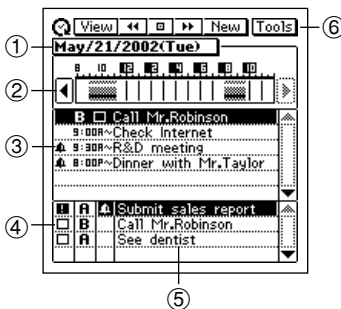 View New Tools ⑥
① May/21/2002(Tue)
8 10 12 2 4 6 8 10
②
B Call Mr.Robinson
9:00A~Check Internet
③ 9:30A~R&D meeting
8:00P~Dinner with Mr.Taylor
A Submit sales report
④ B Call Mr.Robinson
A See dentist
⑤